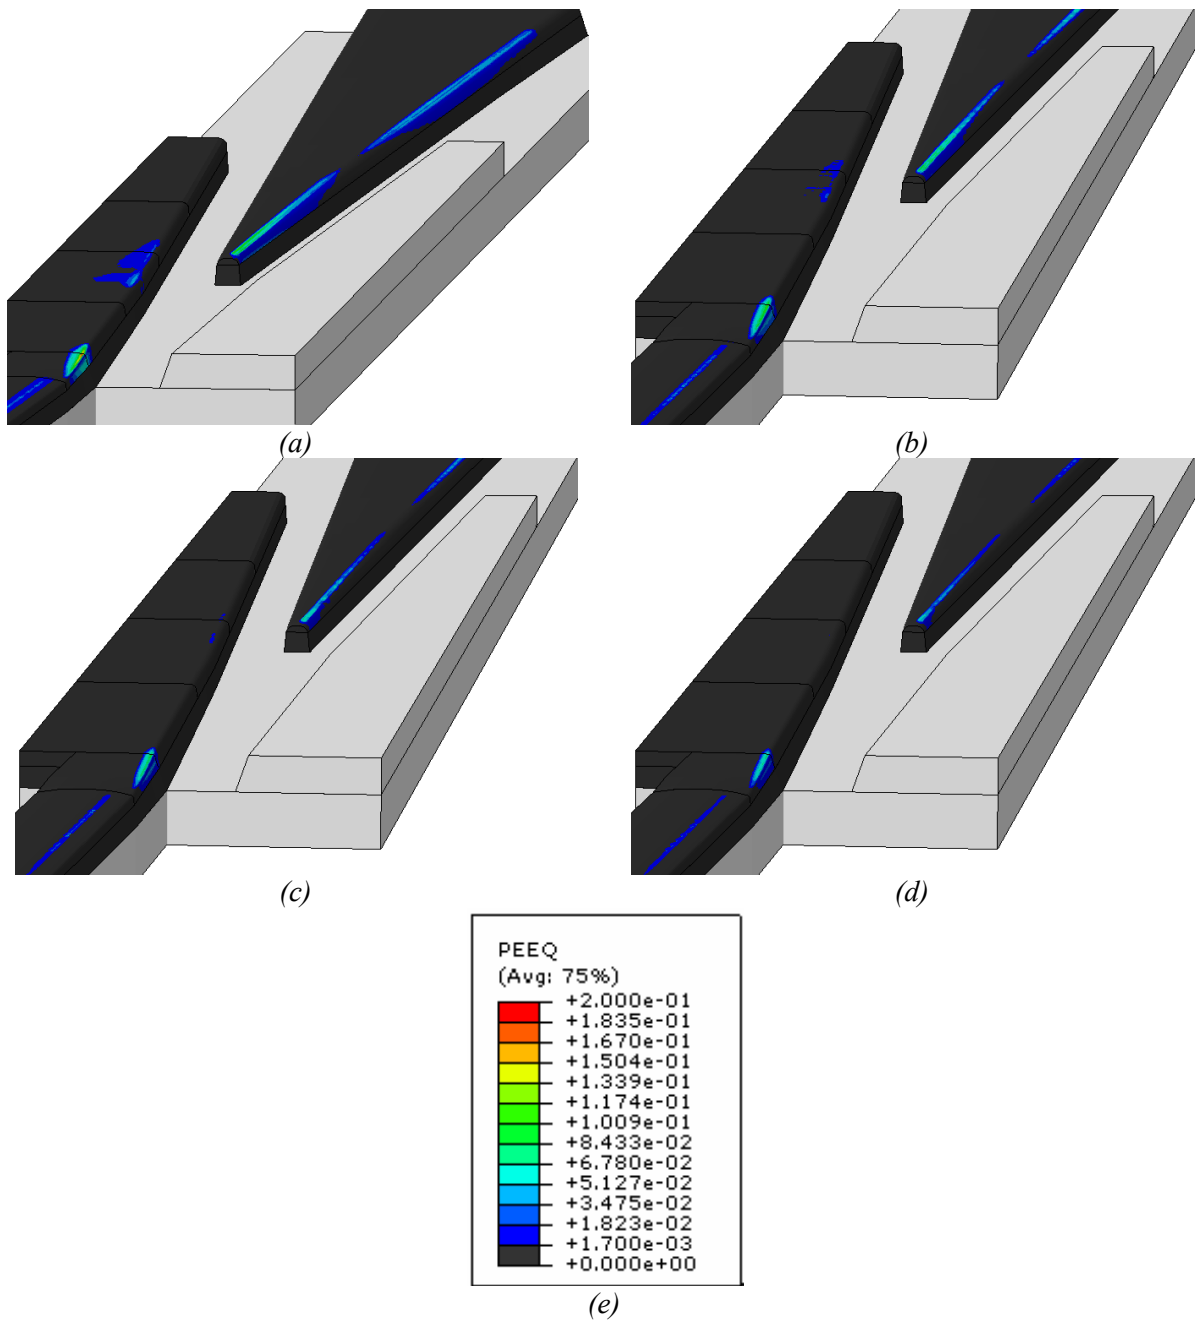 (a)
(b)
(c)
(d)
PEEQ
(Avg: 75%)
+2.000e-01
+1.835e-01
+1.670e-01
+1.504e-01
+1.339e-01
+1.174e-01
+1.009e-01
+8.433e-02
+6.780e-02
+5.127e-02
+3.475e-02
+1.823e-02
+1.700e-03
+0.000e+00
(e)